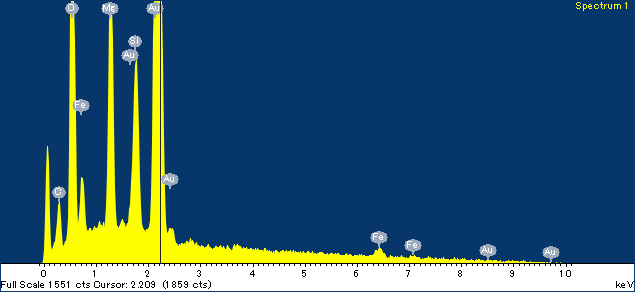 Spectrum 1
O Mg Au
Si
Au
Fe
Au
C
Fe
Fe
Au
Au
0 1 2 3 4 5 6 7 8 9 10
Full Scale 1551 cts Cursor: 2.209 (1859 cts) keV